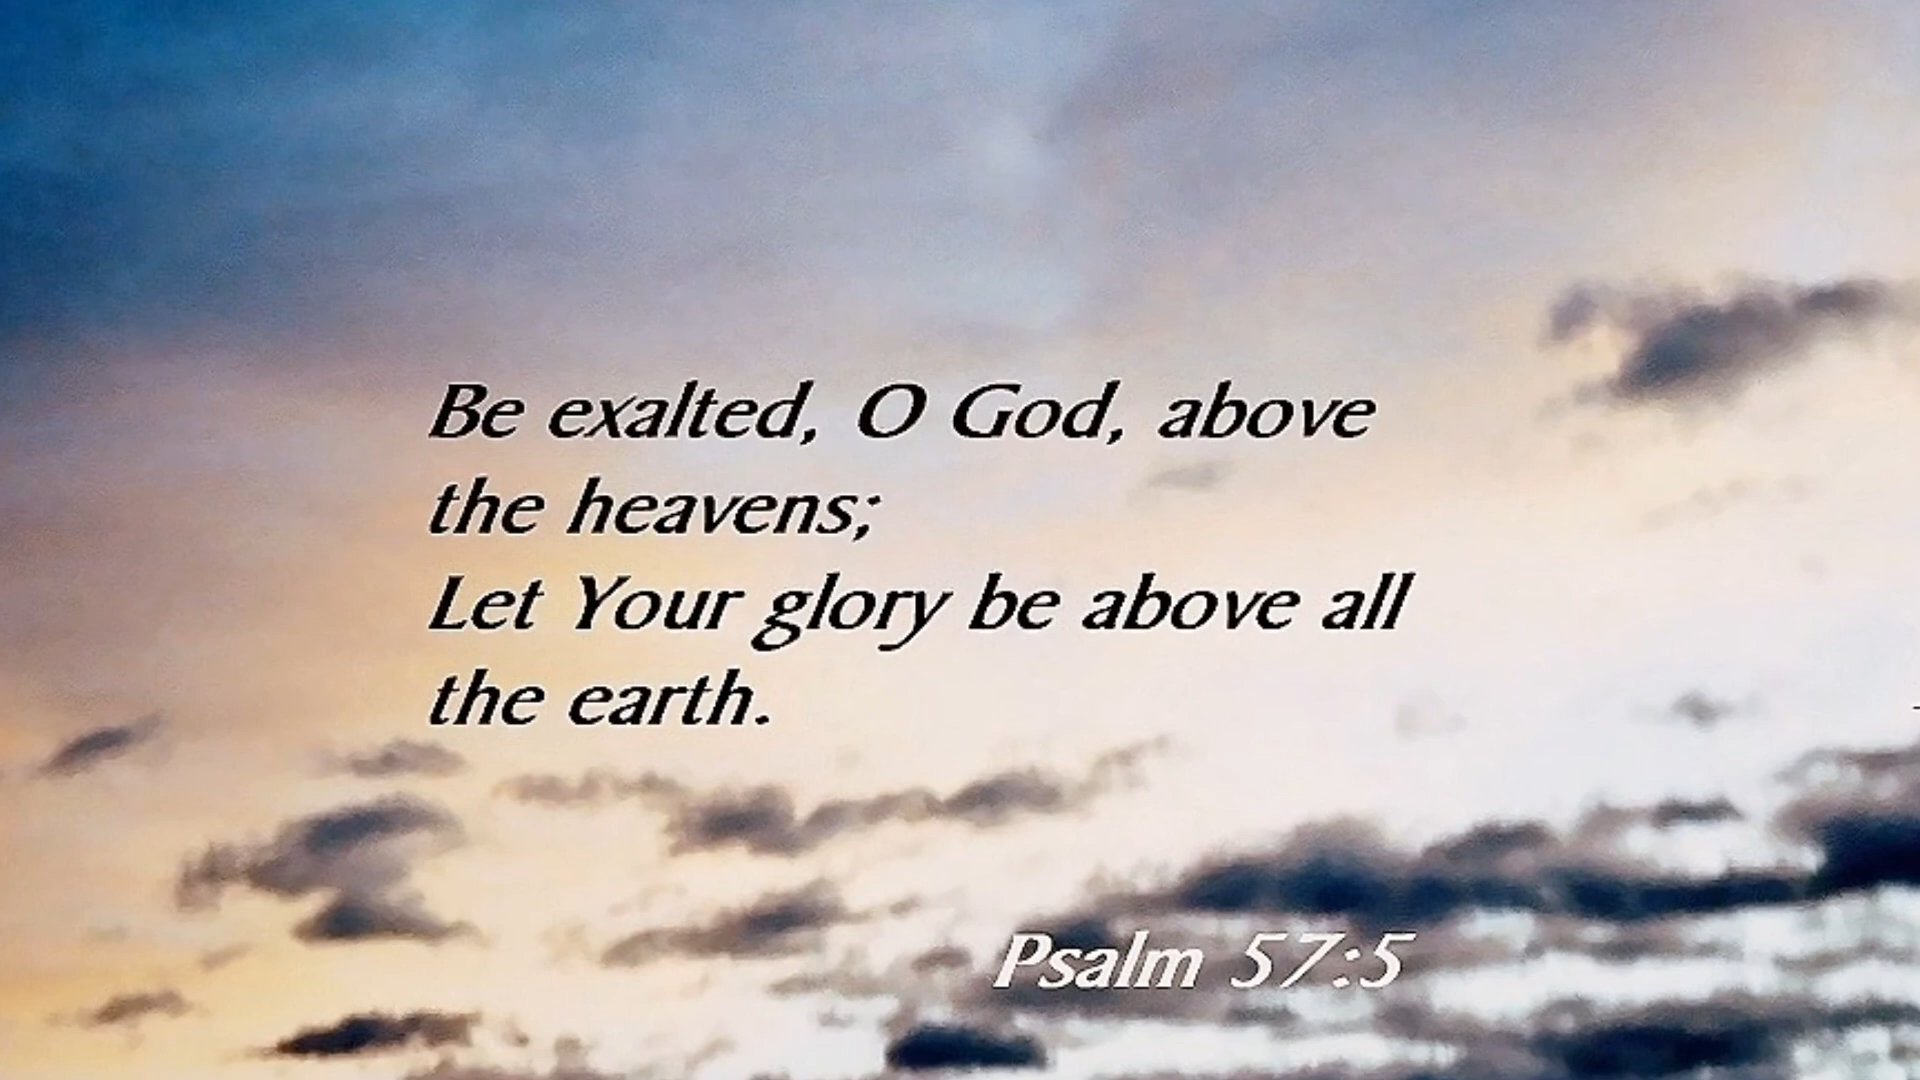 Be exalted, O God, above
the heavens;
Let Your glory be above all
the earth.
Psalm 57:5